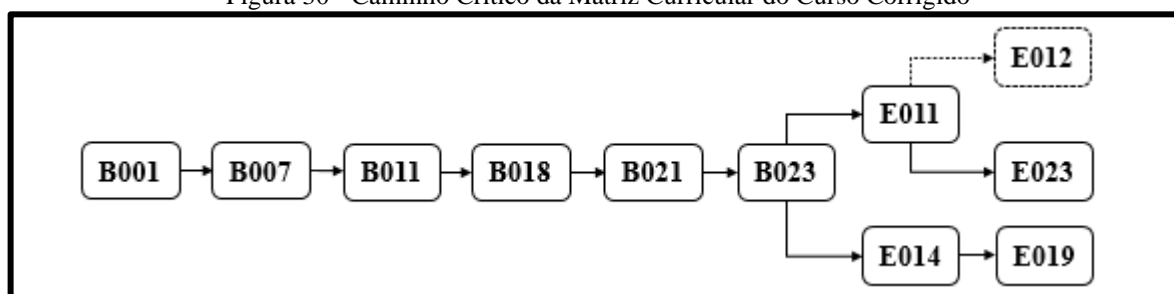 Figura 30 - Caminho Crítico da Matriz Curricular do Curso Corrigido
E012
E011
B001 B007 B011 B018 B021 B023 E023
E014 E019